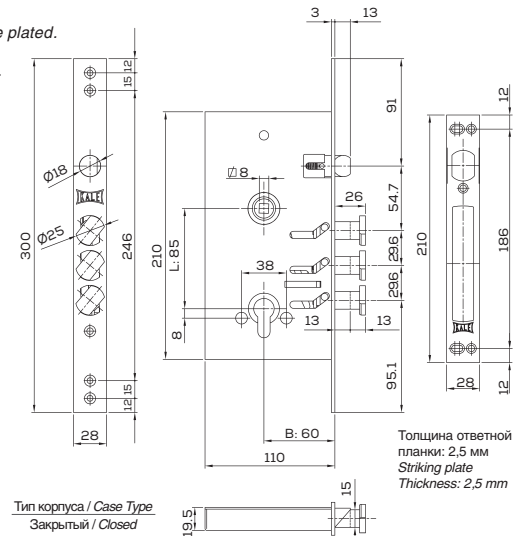 e plated.
3
13
12
15
12
91
Ø18
8
KALE
26
54.7
Ø25
L: 85
300
246
210
29.6
210
186
38
29.6
8
13
13
KALE
95.1
15
12
28
B: 60
28
12
110
Толщина ответной
планки: 2,5 мм
Striking plate
Thickness: 2,5 mm
15
Тип корпуса / Case Type
Закрытый / Closed
19.5